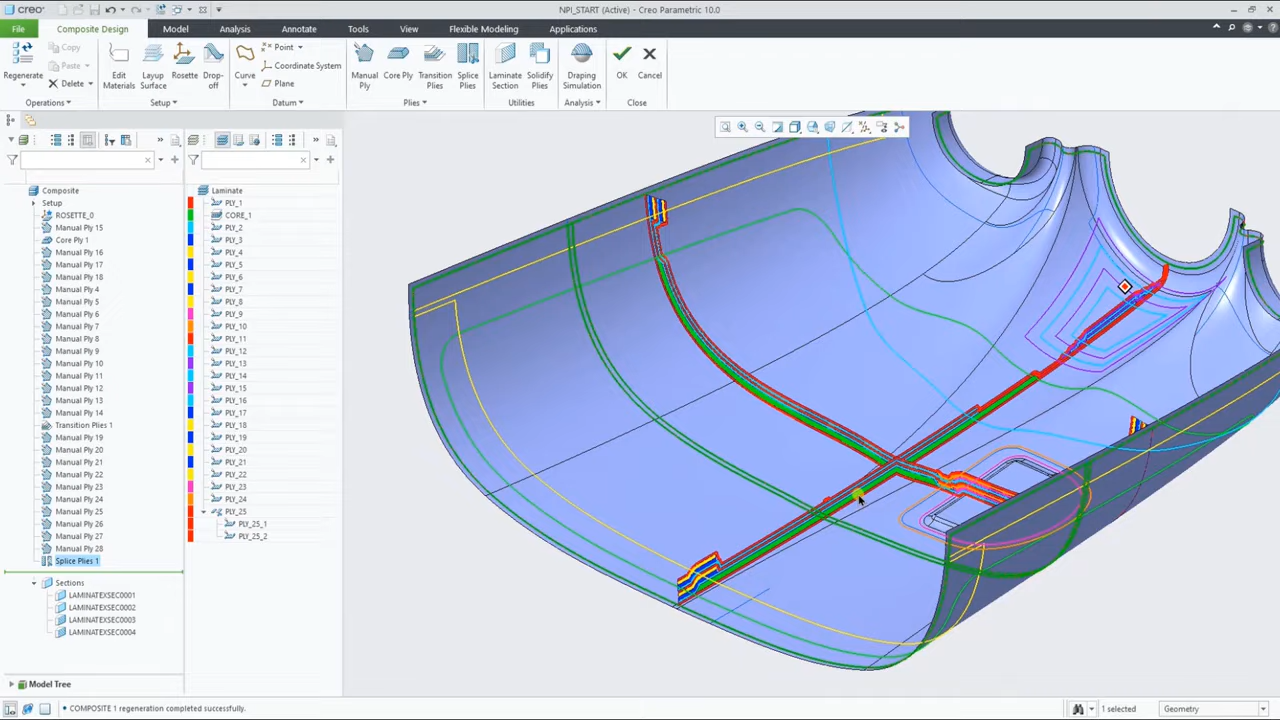 creo
NPI_START (Active) - Creo Parametric 10.0
File
Composite Design
Model
Analysis
Annotate
Tools
View
Flexible Modeling
Applications
Regenerate
Copy
Paste
Delete
Operations
Edit Materials
Layup Surface
Rosette
Drop-off
Setup
Curve
Point
Coordinate System
Plane
Datum
Manual Ply
Core Ply
Transition Plies
Splice Plies
Plies
Laminate Section
Solidify Plies
Utilities
Draping Simulation
Analysis
OK
Cancel
Close
Composite
Setup
ROSETTE_0
Manual Ply 15
Core Ply 1
Manual Ply 16
Manual Ply 17
Manual Ply 18
Manual Ply 4
Manual Ply 5
Manual Ply 6
Manual Ply 7
Manual Ply 8
Manual Ply 9
Manual Ply 10
Manual Ply 11
Manual Ply 12
Manual Ply 13
Manual Ply 14
Transition Plies 1
Manual Ply 19
Manual Ply 20
Manual Ply 21
Manual Ply 22
Manual Ply 23
Manual Ply 24
Manual Ply 25
Manual Ply 26
Manual Ply 27
Manual Ply 28
Splice Plies 1
Sections
LAMINATEXSEC0001
LAMINATEXSEC0002
LAMINATEXSEC0003
LAMINATEXSEC0004
Laminate
PLY_1
CORE_1
PLY_2
PLY_3
PLY_4
PLY_5
PLY_6
PLY_7
PLY_8
PLY_9
PLY_10
PLY_11
PLY_12
PLY_13
PLY_14
PLY_15
PLY_16
PLY_17
PLY_18
PLY_19
PLY_20
PLY_21
PLY_22
PLY_23
PLY_24
PLY_25
PLY_25_1
PLY_25_2
Model Tree
• COMPOSITE 1 regeneration completed successfully.
1 selected
Geometry